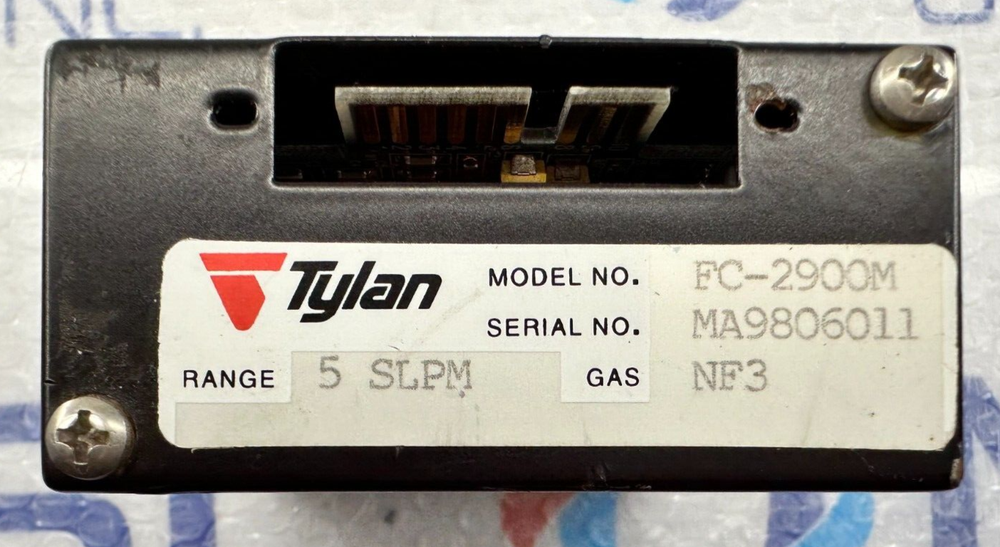 Tylan
MODEL NO. FC-2900M
SERIAL NO. MA9806011
RANGE 5 SLPM GAS NF3